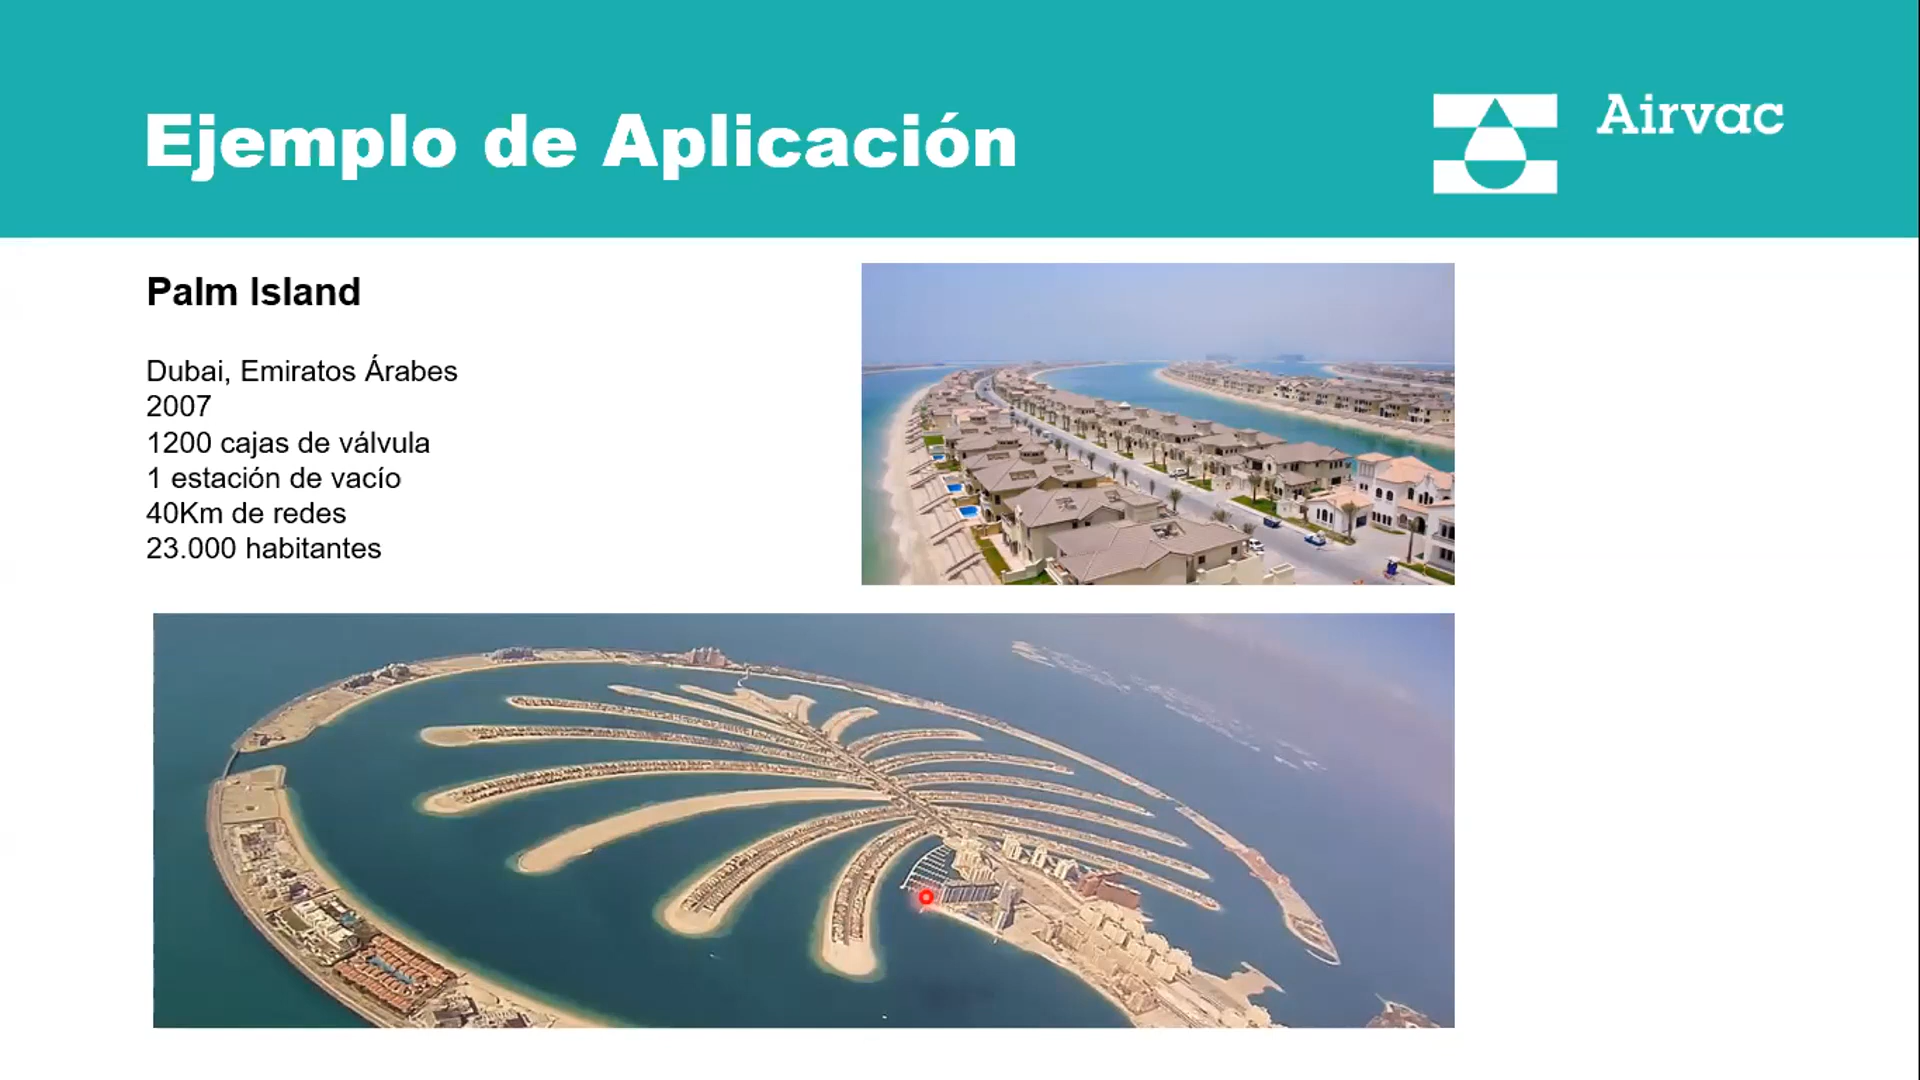 Ejemplo de Aplicación
Airvac
Palm Island
Dubai, Emiratos Árabes
2007
1200 cajas de válvula
1 estación de vacío
40Km de redes
23.000 habitantes